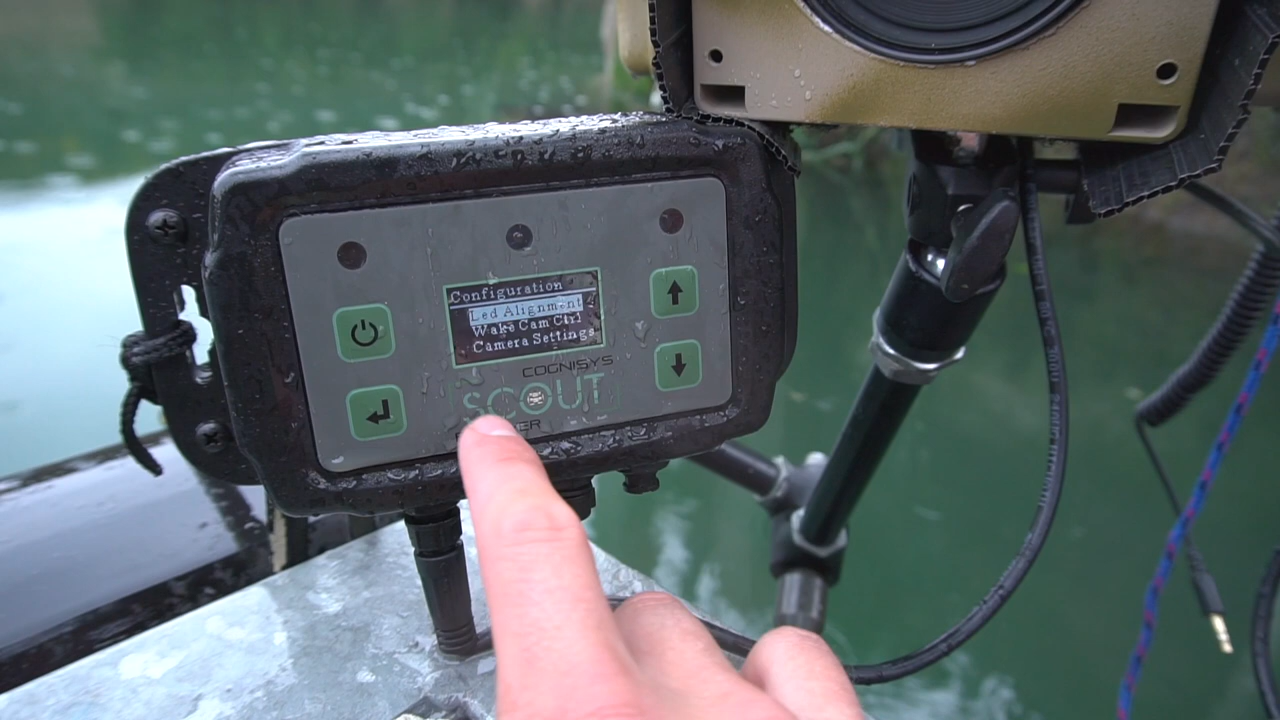 Configuration
Led Alignment
Wake Cam Ctrl
Camera Settings
COGNISYS
SCOUT